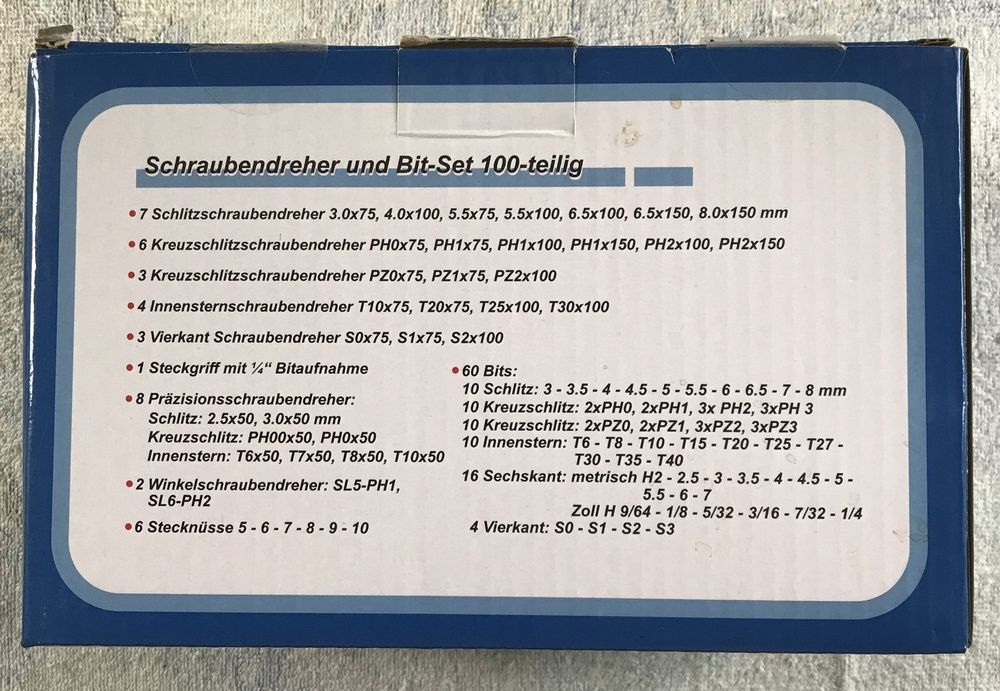 Schraubendreher und Bit-Set 100-teilig
• 7 Schlitzschraubendreher 3.0x75, 4.0x100, 5.5x75, 5.5x100, 6.5x100, 6.5x150, 8.0x150 mm
• 6 Kreuzschlitzschraubendreher PH0x75, PH1x75, PH1x100, PH1x150, PH2x100, PH2x150
• 3 Kreuzschlitzschraubendreher PZ0x75, PZ1x75, PZ2x100
• 4 Innensternschraubendreher T10x75, T20x75, T25x100, T30x100
• 3 Vierkant Schraubendreher S0x75, S1x75, S2x100
• 1 Steckgriff mit ¼“ Bitaufnahme
• 8 Präzisionsschraubendreher:
Schlitz: 2.5x50, 3.0x50 mm
Kreuzschlitz: PH00x50, PH0x50
Innenstern: T6x50, T7x50, T8x50, T10x50
• 2 Winkelschraubendreher: SL5-PH1,
SL6-PH2
• 6 Stecknüsse 5 - 6 - 7 - 8 - 9 - 10
• 60 Bits:
10 Schlitz: 3 - 3.5 - 4 - 4.5 - 5 - 5.5 - 6 - 6.5 - 7 - 8 mm
10 Kreuzschlitz: 2xPH0, 2xPH1, 3x PH2, 3xPH 3
10 Kreuzschlitz: 2xPZ0, 2xPZ1, 3xPZ2, 3xPZ3
10 Innenstern: T6 - T8 - T10 - T15 - T20 - T25 - T27 -
T30 - T35 - T40
16 Sechskant: metrisch H2 - 2.5 - 3 - 3.5 - 4 - 4.5 - 5 -
5.5 - 6 - 7
Zoll H 9/64 - 1/8 - 5/32 - 3/16 - 7/32 - 1/4
4 Vierkant: S0 - S1 - S2 - S3